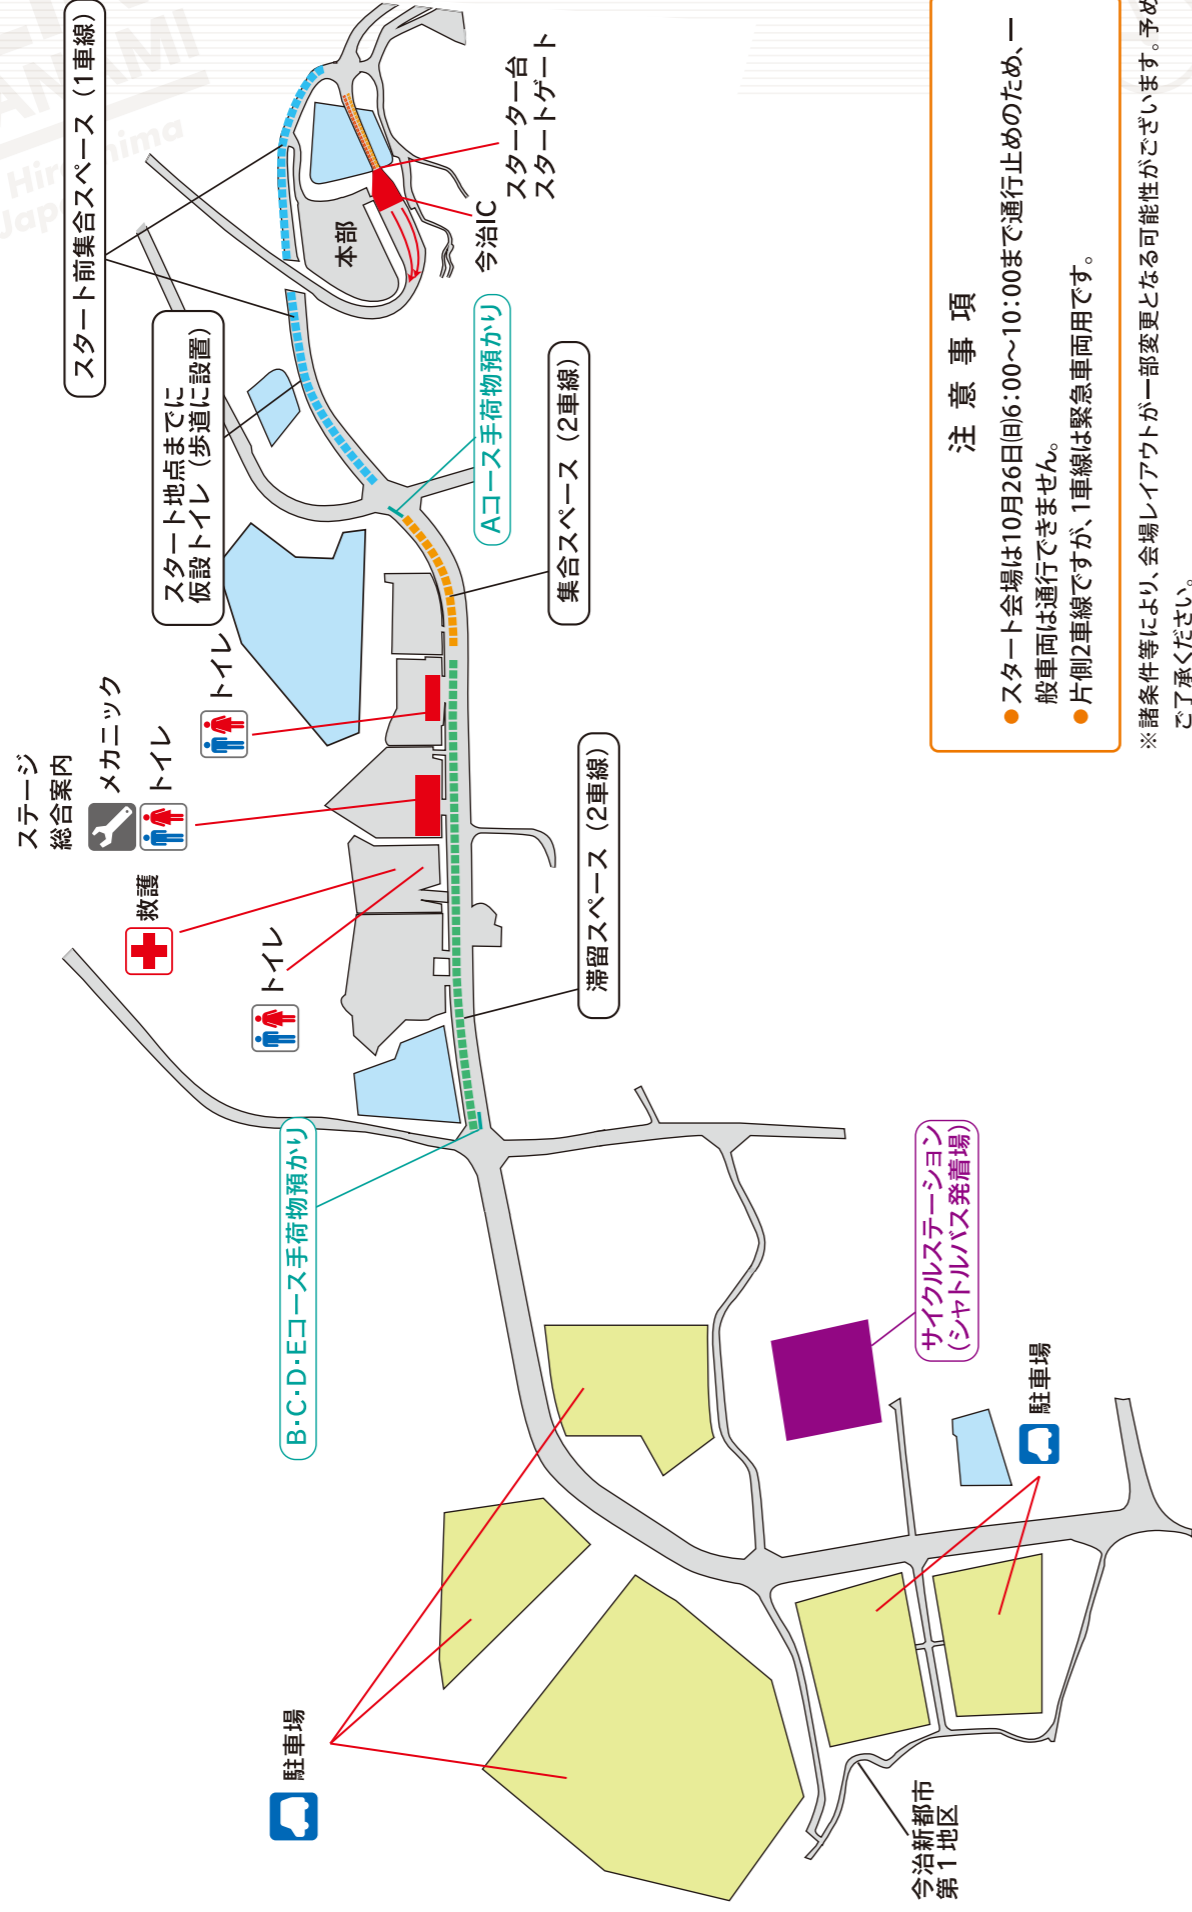 スタート前集合スペース（1車線）
スタート地点までに
仮設トイレ（歩道に設置）
本部
今治IC
スターター台
スタートゲート
Aコース手荷物預かり
集合スペース（2車線）
ステージ
総合案内
メカニック
トイレ
トイレ
救護
トイレ
滞留スペース（2車線）
B・C・D・Eコース手荷物預かり
サイクルステーション
（シャトルバス発着場）
駐車場
駐車場
今治新都市
第1地区
注意事項
●スタート会場は10月26日(日)6:00〜10:00まで通行止めのため、一
般車両は通行できません。
●片側2車線ですが、1車線は緊急車両用です。
※諸条件等により、会場レイアウトが一部変更となる可能性がございます。予め
ご了承ください。
Hiroshima